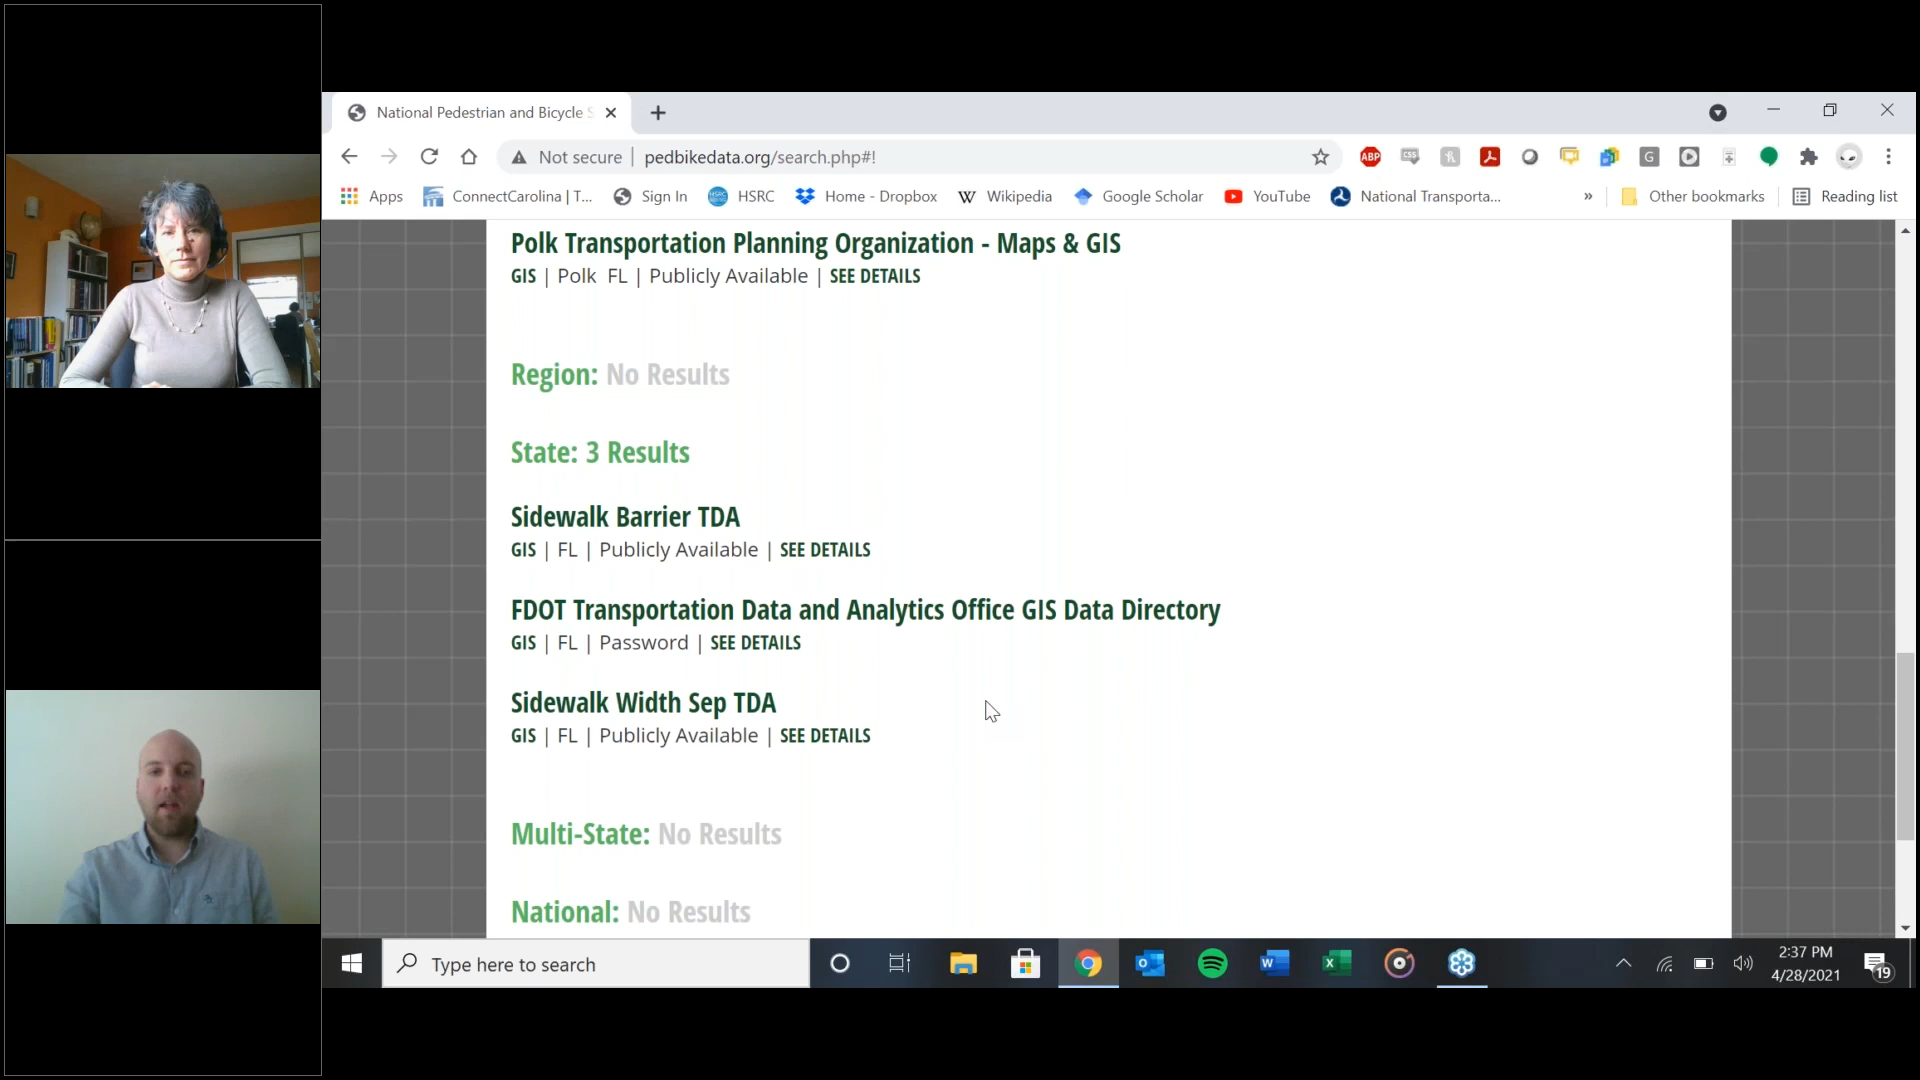 National Pedestrian and Bicycle S
Not secure | pedbikedata.org/search.php#!
ABP
CSS
G
Apps
ConnectCarolina | T...
Sign In
HSRC
Home - Dropbox
W Wikipedia
Google Scholar
YouTube
National Transporta...
»
Other bookmarks
Reading list
Polk Transportation Planning Organization - Maps & GIS
GIS | Polk FL | Publicly Available | SEE DETAILS
Region: No Results
State: 3 Results
Sidewalk Barrier TDA
GIS | FL | Publicly Available | SEE DETAILS
FDOT Transportation Data and Analytics Office GIS Data Directory
GIS | FL | Password | SEE DETAILS
Sidewalk Width Sep TDA
GIS | FL | Publicly Available | SEE DETAILS
Multi-State: No Results
National: No Results
Type here to search
2:37 PM
4/28/2021
19